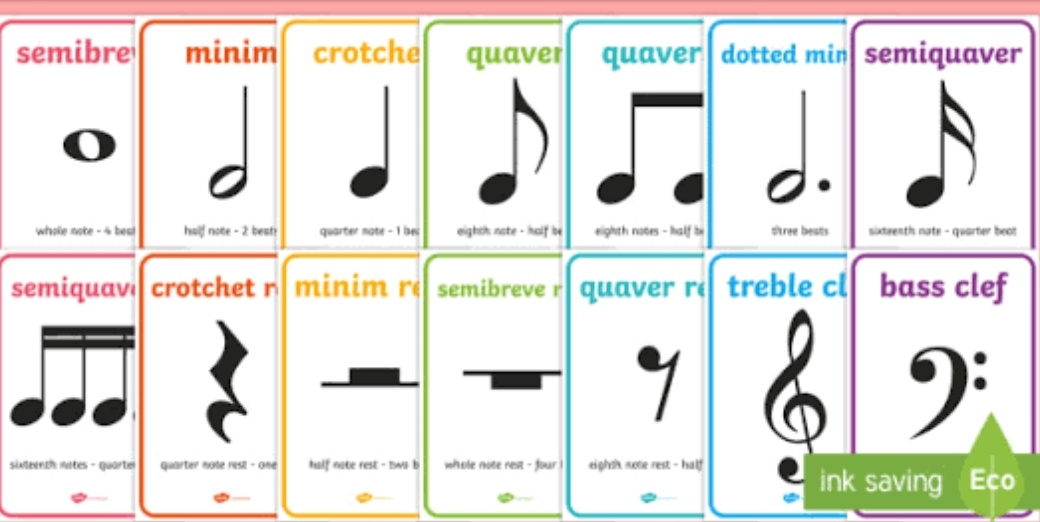 semibrev
minim
crotche
quaver
quaver
dotted min
semiquaver
whole note - 4 beat
half note - 2 beats
quarter note - 1 be
eighth note - half be
eighth notes - half b
three beats
sixteenth note - quarter beat
semiquav
crotchet r
minim re
semibreve r
quaver re
treble cl
bass clef
sixteenth notes - quarter
quarter note rest - one
half note rest - two b
whole note rest - four
eighth note rest - half
ink saving
Eco